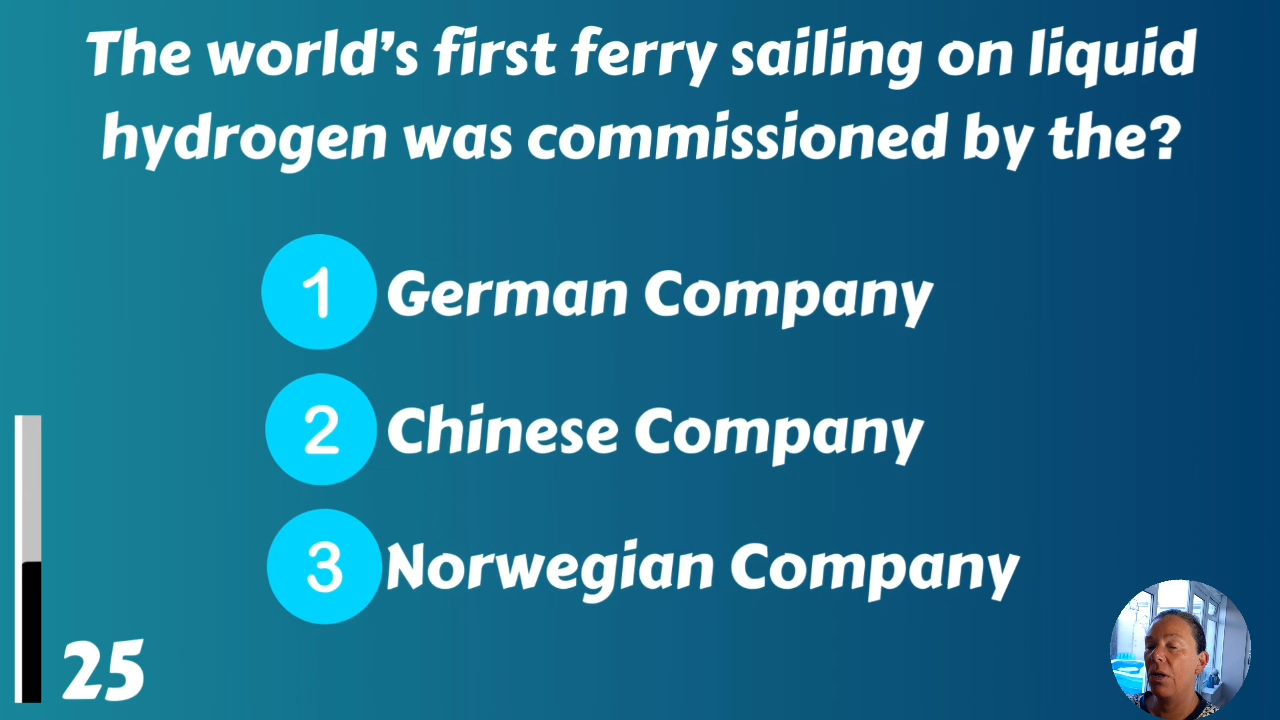 The world’s first ferry sailing on liquid
hydrogen was commissioned by the?
1 German Company
2 Chinese Company
3 Norwegian Company
25